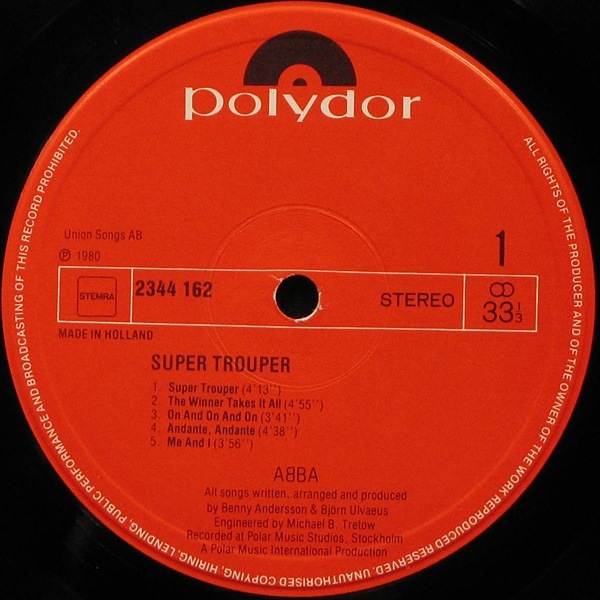 polydor
ALL RIGHTS OF THE PRODUCER AND OF THE OWNER OF THE WORK REPRODUCED RESERVED. UNAUTHORISED COPYING, HIRING, LENDING, PUBLIC PERFORMANCE AND BROADCASTING OF THIS RECORD PROHIBITED.
Union Songs AB
℗ 1980
1
STEMRA
2344 162
STEREO
33 1/3
MADE IN HOLLAND
SUPER TROUPER
1. Super Trouper (4'13'')
2. The Winner Takes It All (4'55'')
3. On And On And On (3'41'')
4. Andante, Andante (4'38'')
5. Me And I (3'56'')
AᗺBA
All songs written, arranged and produced
by Benny Andersson & Björn Ulvaeus
Engineered by Michael B. Tretow
Recorded at Polar Music Studios, Stockholm
A Polar Music International Production